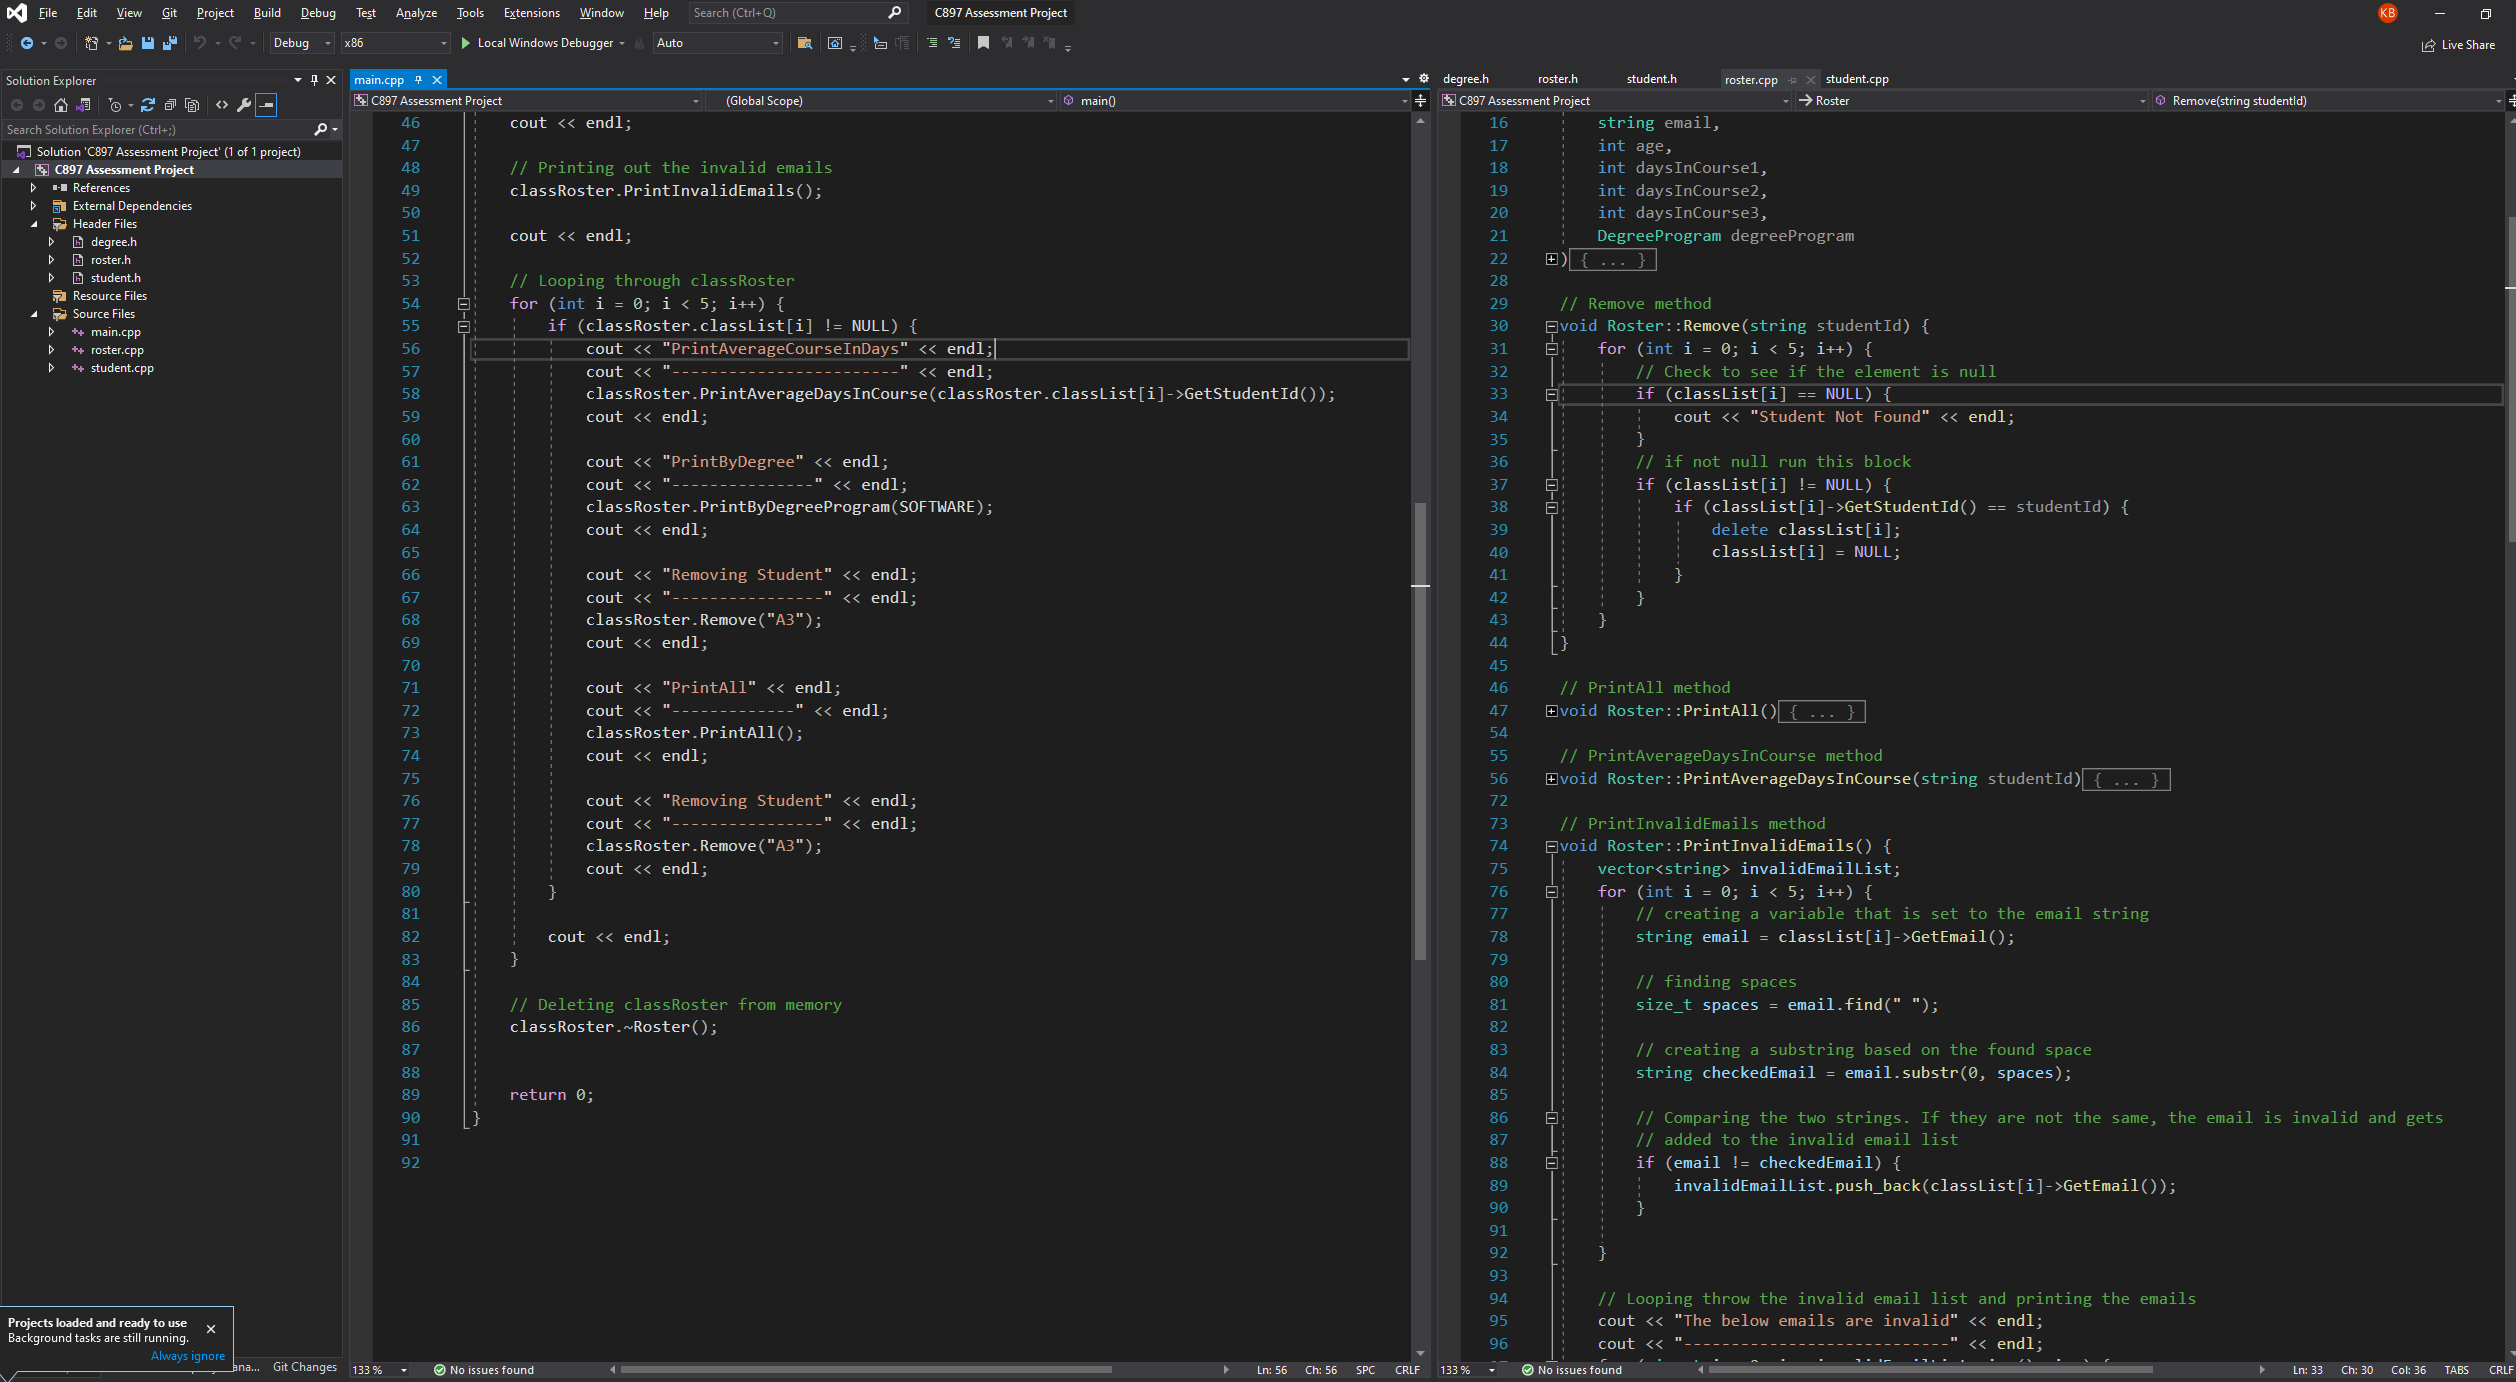 File Edit View Git Project Build Debug Test Analyze Tools Extensions Window Help Search (Ctrl+Q) C897 Assessment Project KB
Debug x86 Local Windows Debugger Auto Live Share
Solution Explorer
Search Solution Explorer (Ctrl+;)
Solution 'C897 Assessment Project' (1 of 1 project)
C897 Assessment Project
References
External Dependencies
Header Files
degree.h
roster.h
student.h
Resource Files
Source Files
main.cpp
roster.cpp
student.cpp
Projects loaded and ready to use
Background tasks are still running.
Always ignore
ana... Git Changes
main.cpp
C897 Assessment Project (Global Scope) main()
46 cout << endl;
47
48 // Printing out the invalid emails
49 classRoster.PrintInvalidEmails();
50
51 cout << endl;
52
53 // Looping through classRoster
54 for (int i = 0; i < 5; i++) {
55 if (classRoster.classList[i] != NULL) {
56 cout << "PrintAverageCourseInDays" << endl;
57 cout << "------------------------" << endl;
58 classRoster.PrintAverageDaysInCourse(classRoster.classList[i]->GetStudentId());
59 cout << endl;
60
61 cout << "PrintByDegree" << endl;
62 cout << "---------------" << endl;
63 classRoster.PrintByDegreeProgram(SOFTWARE);
64 cout << endl;
65
66 cout << "Removing Student" << endl;
67 cout << "----------------" << endl;
68 classRoster.Remove("A3");
69 cout << endl;
70
71 cout << "PrintAll" << endl;
72 cout << "-------------" << endl;
73 classRoster.PrintAll();
74 cout << endl;
75
76 cout << "Removing Student" << endl;
77 cout << "----------------" << endl;
78 classRoster.Remove("A3");
79 cout << endl;
80 }
81
82 cout << endl;
83 }
84
85 // Deleting classRoster from memory
86 classRoster.~Roster();
87
88
89 return 0;
90 }
91
92
133 % No issues found Ln: 56 Ch: 56 SPC CRLF
degree.h roster.h student.h roster.cpp student.cpp
C897 Assessment Project Roster Remove(string studentId)
16 string email,
17 int age,
18 int daysInCourse1,
19 int daysInCourse2,
20 int daysInCourse3,
21 DegreeProgram degreeProgram
22 ) { ... }
28
29 // Remove method
30 void Roster::Remove(string studentId) {
31 for (int i = 0; i < 5; i++) {
32 // Check to see if the element is null
33 if (classList[i] == NULL) {
34 cout << "Student Not Found" << endl;
35 }
36 // if not null run this block
37 if (classList[i] != NULL) {
38 if (classList[i]->GetStudentId() == studentId) {
39 delete classList[i];
40 classList[i] = NULL;
41 }
42 }
43 }
44 }
45
46 // PrintAll method
47 void Roster::PrintAll() { ... }
54
55 // PrintAverageDaysInCourse method
56 void Roster::PrintAverageDaysInCourse(string studentId) { ... }
72
73 // PrintInvalidEmails method
74 void Roster::PrintInvalidEmails() {
75 vector<string> invalidEmailList;
76 for (int i = 0; i < 5; i++) {
77 // creating a variable that is set to the email string
78 string email = classList[i]->GetEmail();
79
80 // finding spaces
81 size_t spaces = email.find(" ");
82
83 // creating a substring based on the found space
84 string checkedEmail = email.substr(0, spaces);
85
86 // Comparing the two strings. If they are not the same, the email is invalid and gets
87 // added to the invalid email list
88 if (email != checkedEmail) {
89 invalidEmailList.push_back(classList[i]->GetEmail());
90 }
91
92 }
93
94 // Looping throw the invalid email list and printing the emails
95 cout << "The below emails are invalid" << endl;
96 cout << "----------------------------" << endl;
133 % No issues found Ln: 33 Ch: 30 Col: 36 TABS CRLF